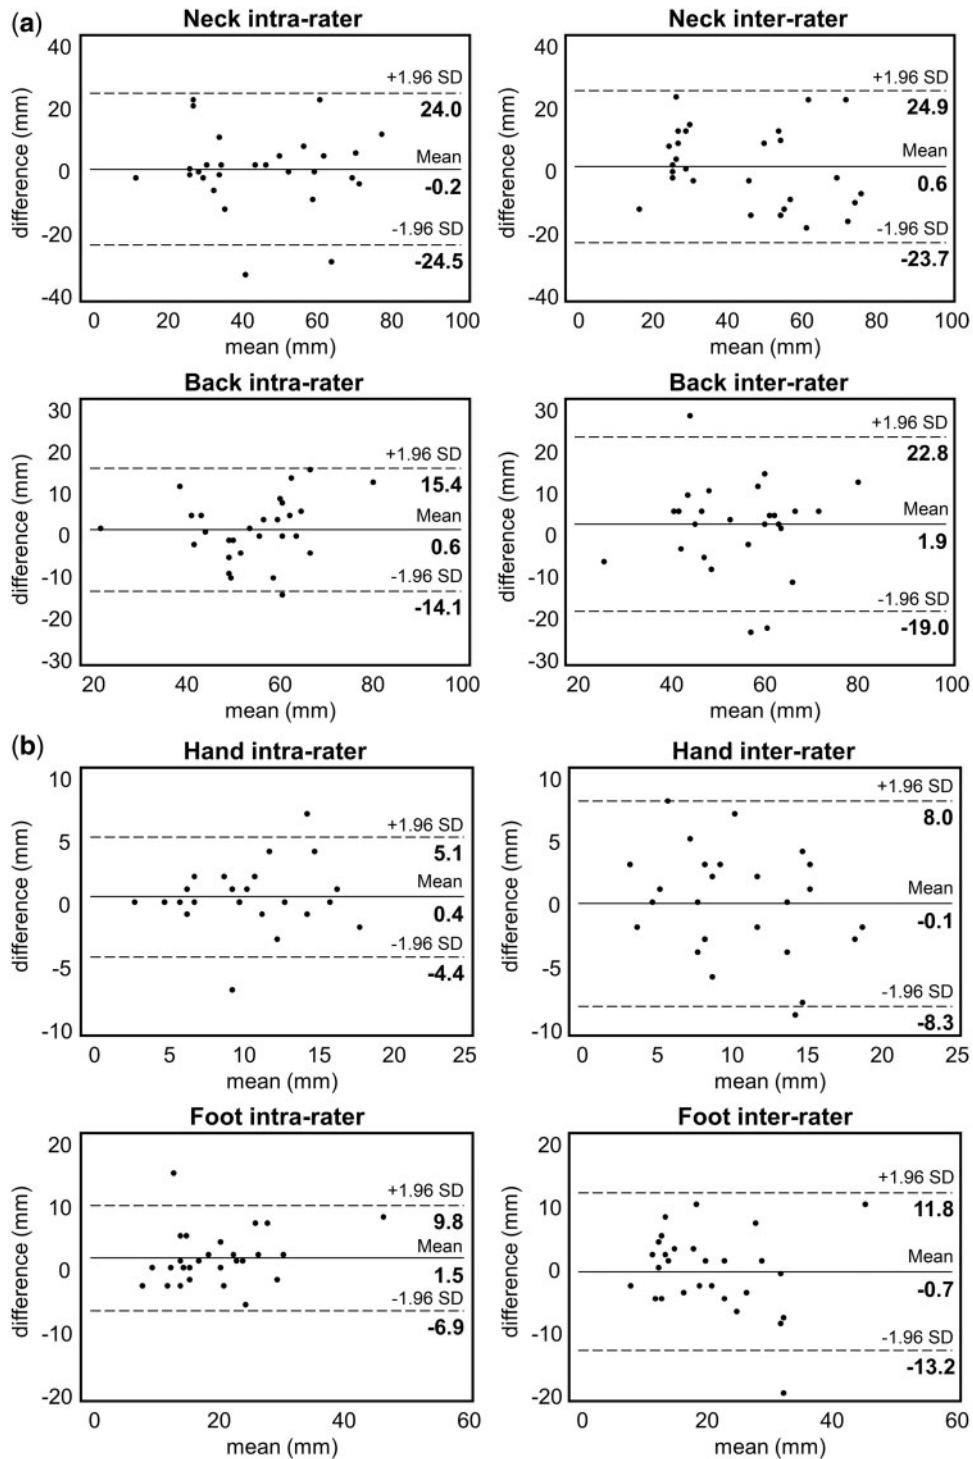 (a)
Neck intra-rater
40
20
0
-20
-40
difference (mm)
+1.96 SD
24.0
Mean
-0.2
-1.96 SD
-24.5
0 20 40 60 80 100
mean (mm)
Neck inter-rater
40
20
0
-20
40
difference (mm)
+1.96 SD
24.9
Mean
0.6
-1.96 SD
-23.7
0 20 40 60 80 100
mean (mm)
Back intra-rater
30
20
10
0
-10
-20
-30
difference (mm)
+1.96 SD
15.4
Mean
0.6
-1.96 SD
-14.1
20 40 60 80 100
mean (mm)
Back inter-rater
30
20
10
0
-10
-20
-30
difference (mm)
+1.96 SD
22.8
Mean
1.9
-1.96 SD
-19.0
20 40 60 80 100
mean (mm)
(b)
Hand intra-rater
10
5
0
-5
-10
difference (mm)
+1.96 SD
5.1
Mean
0.4
-1.96 SD
-4.4
0 5 10 15 20 25
mean (mm)
Hand inter-rater
10
5
0
-5
-10
difference (mm)
+1.96 SD
8.0
Mean
-0.1
-1.96 SD
-8.3
0 5 10 15 20 25
mean (mm)
Foot intra-rater
20
10
0
-10
-20
difference (mm)
+1.96 SD
9.8
Mean
1.5
-1.96 SD
-6.9
0 20 40 60
mean (mm)
Foot inter-rater
20
10
0
-10
-20
difference (mm)
+1.96 SD
11.8
Mean
-0.7
-1.96 SD
-13.2
0 20 40 60
mean (mm)